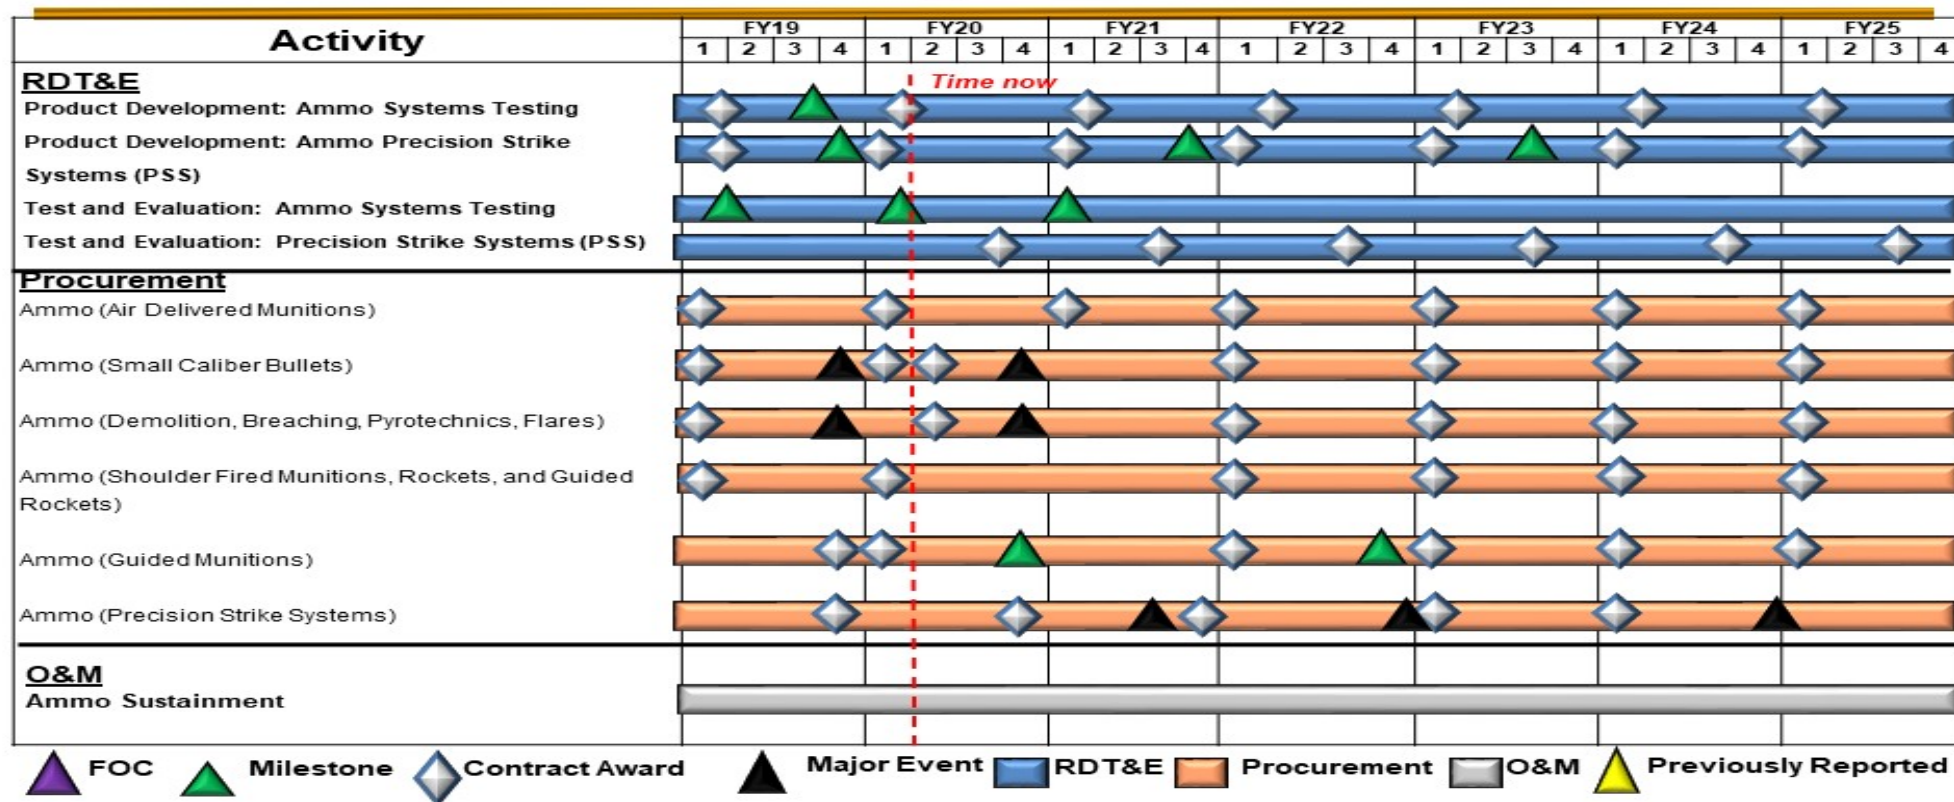 Activity
FY19 FY20 FY21 FY22 FY23 FY24 FY25
1 2 3 4 1 2 3 4 1 2 3 4 1 2 3 4 1 2 3 4 1 2 3 4 1 2 3 4
RDT&E
Time now
Product Development: Ammo Systems Testing
Product Development: Ammo Precision Strike
Systems (PSS)
Test and Evaluation: Ammo Systems Testing
Test and Evaluation: Precision Strike Systems (PSS)
Procurement
Ammo (Air Delivered Munitions)
Ammo (Small Caliber Bullets)
Ammo (Demolition, Breaching, Pyrotechnics, Flares)
Ammo (Shoulder Fired Munitions, Rockets, and Guided
Rockets)
Ammo (Guided Munitions)
Ammo (Precision Strike Systems)
O&M
Ammo Sustainment
FOC Milestone Contract Award Major Event RDT&E Procurement O&M Previously Reported